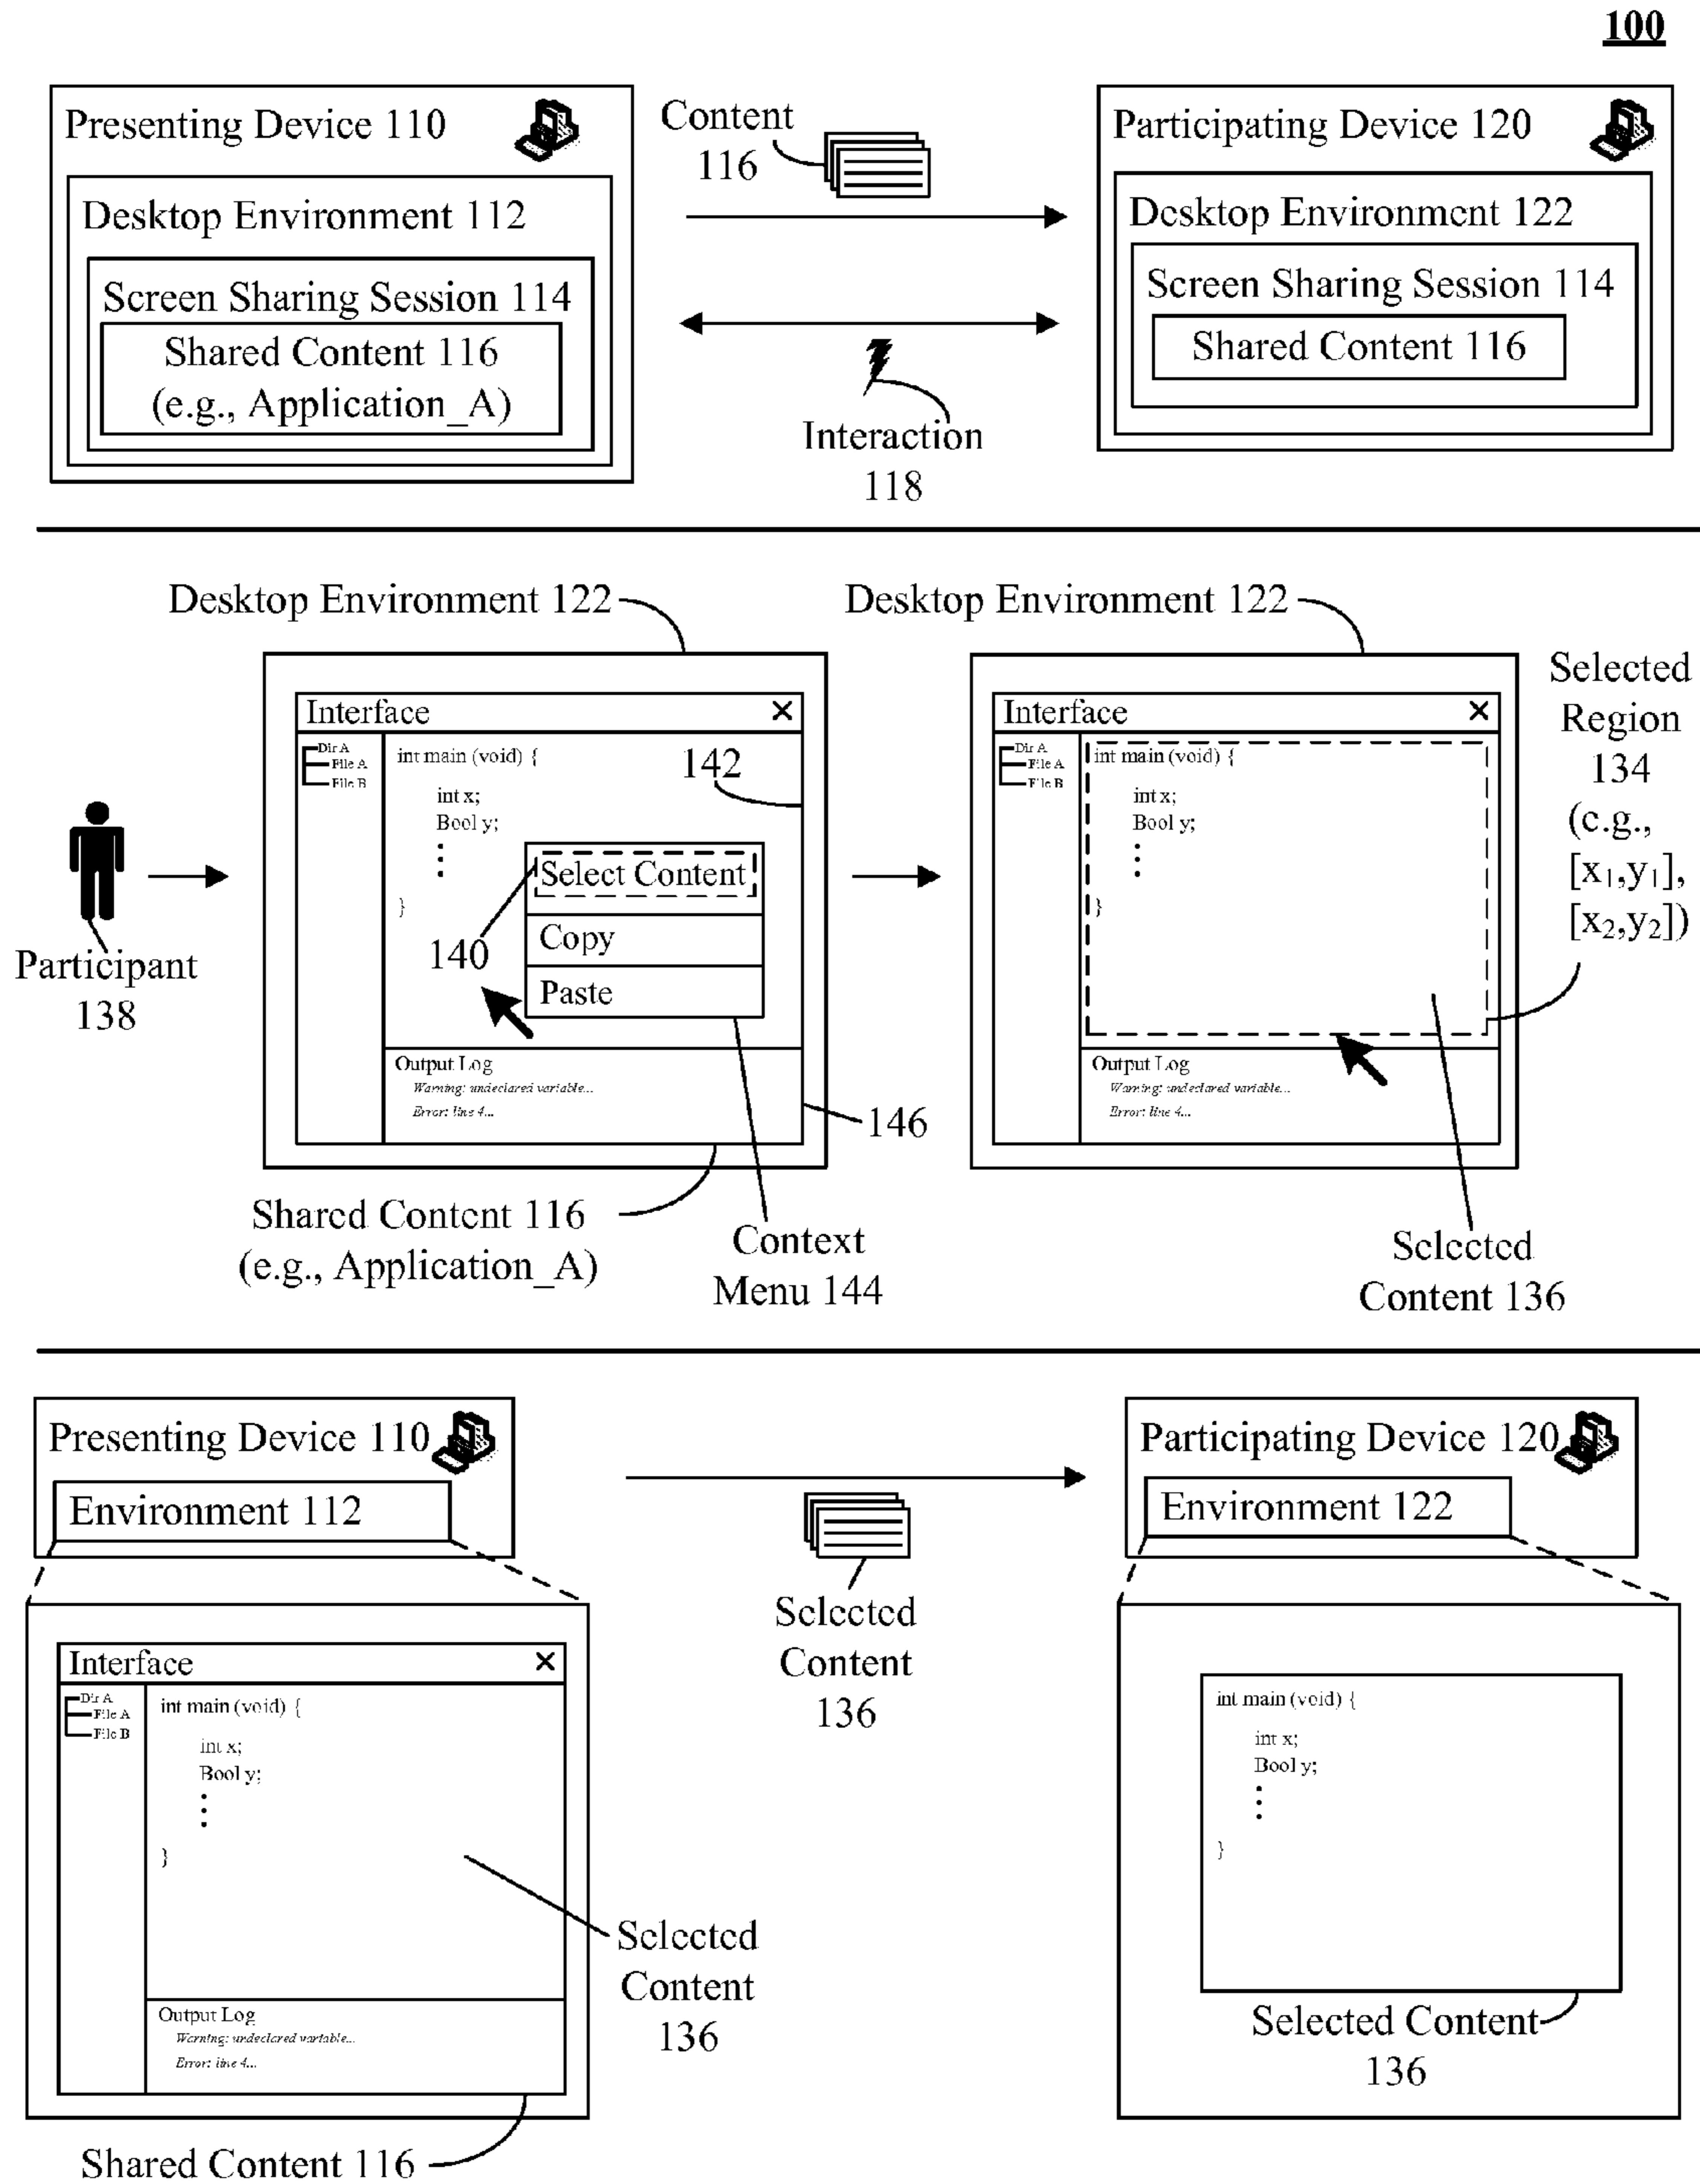 100
Presenting Device 110
Desktop Environment 112
Screen Sharing Session 114
Shared Content 116
(e.g., Application_A)
Content
116
Interaction
118
Participating Device 120
Desktop Environment 122
Screen Sharing Session 114
Shared Content 116
Desktop Environment 122
Interface
Dir A
File A
File B
int main (void) {
int x;
Bool y;
}
142
Select Content
Copy
Paste
140
Output Log
Warning: undeclared variable...
Error: line 4...
146
Participant
138
Shared Content 116
(e.g., Application_A)
Context
Menu 144
Desktop Environment 122
Interface
Dir A
File A
File B
int main (void) {
int x;
Bool y;
}
Output Log
Warning: undeclared variable...
Error: line 4...
Selected
Region
134
(e.g.,
[x₁,y₁],
[x₂,y₂])
Selected
Content 136
Presenting Device 110
Environment 112
Interface
Dir A
File A
File B
int main (void) {
int x;
Bool y;
}
Output Log
Warning: undeclared variable...
Error: line 4...
Selected
Content
136
Shared Content 116
Selected
Content
136
Participating Device 120
Environment 122
int main (void) {
int x;
Bool y;
}
Selected Content
136